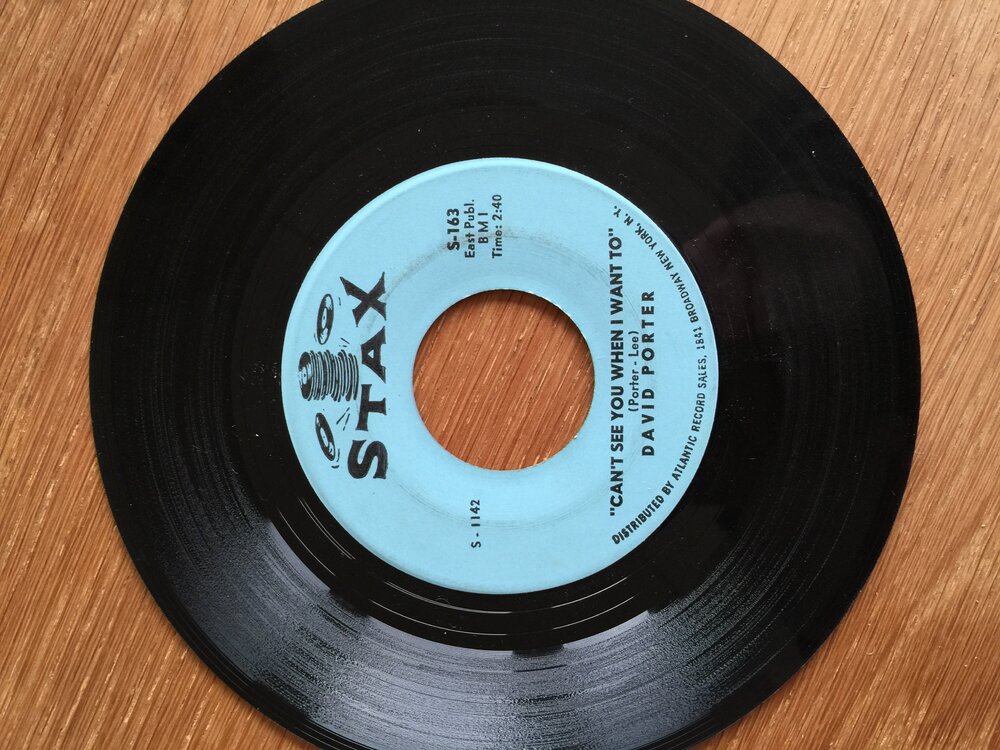 STAX
S-163
East Publ.
BMI
Time: 2:40
S-1142
"CAN'T SEE YOU WHEN I WANT TO"
(Porter - Lee)
DAVID PORTER
DISTRIBUTED BY ATLANTIC RECORD SALES, 1841 BROADWAY NEW YORK, N. Y.